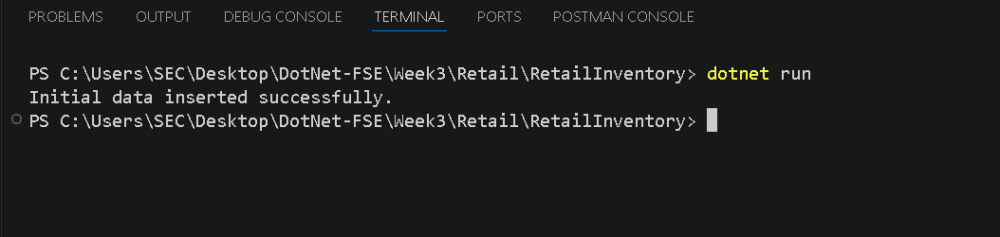 PROBLEMS OUTPUT DEBUG CONSOLE TERMINAL PORTS POSTMAN CONSOLE
PS C:\Users\SEC\Desktop\DotNet-FSE\Week3\Retail\RetailInventory> dotnet run
Initial data inserted successfully.
PS C:\Users\SEC\Desktop\DotNet-FSE\Week3\Retail\RetailInventory>